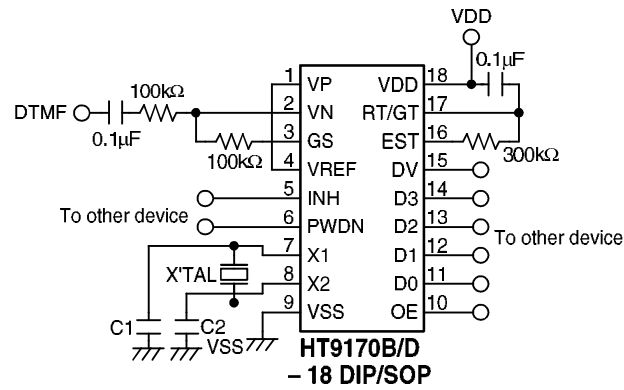 VDD
0.1µF
100kΩ
DTMF
0.1µF
100kΩ
1 VP
2 VN
3 GS
4 VREF
5 INH
6 PWDN
7 X1
8 X2
9 VSS
VDD 18
RT/GT 17
EST 16
DV 15
D3 14
D2 13
D1 12
D0 11
OE 10
300kΩ
To other device
To other device
X'TAL
C1
C2
VSS
HT9170B/D
– 18 DIP/SOP